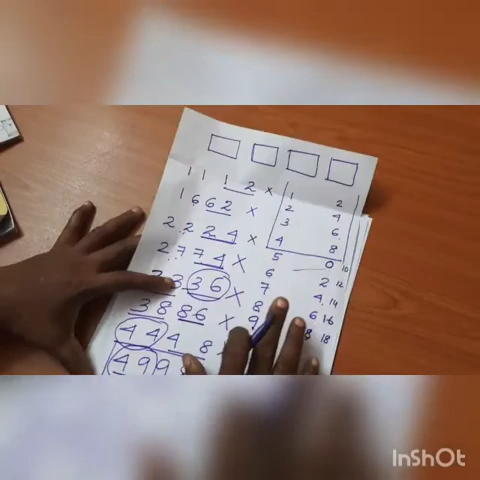 1 1 1 2 x
1 6 6 2 x
2 2 2 4 x
2 7 7 4 x
3 3 6 x
3 8 8 6 x
4 4 4 8
4 9 9
1 2
2 4
3 6
4 8
5 0 10
6 2 12
7 4 14
8 6 16
9 8 18
InShOt